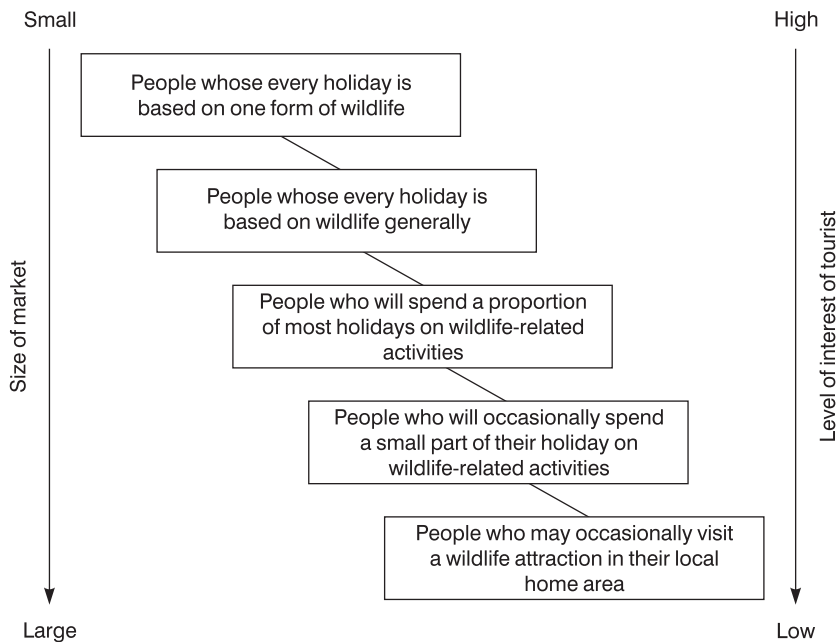 Small
High
People whose every holiday is
based on one form of wildlife
People whose every holiday is
based on wildlife generally
People who will spend a proportion
of most holidays on wildlife-related
activities
People who will occasionally spend
a small part of their holiday on
wildlife-related activities
People who may occasionally visit
a wildlife attraction in their local
home area
Size of market
Level of interest of tourist
Large
Low